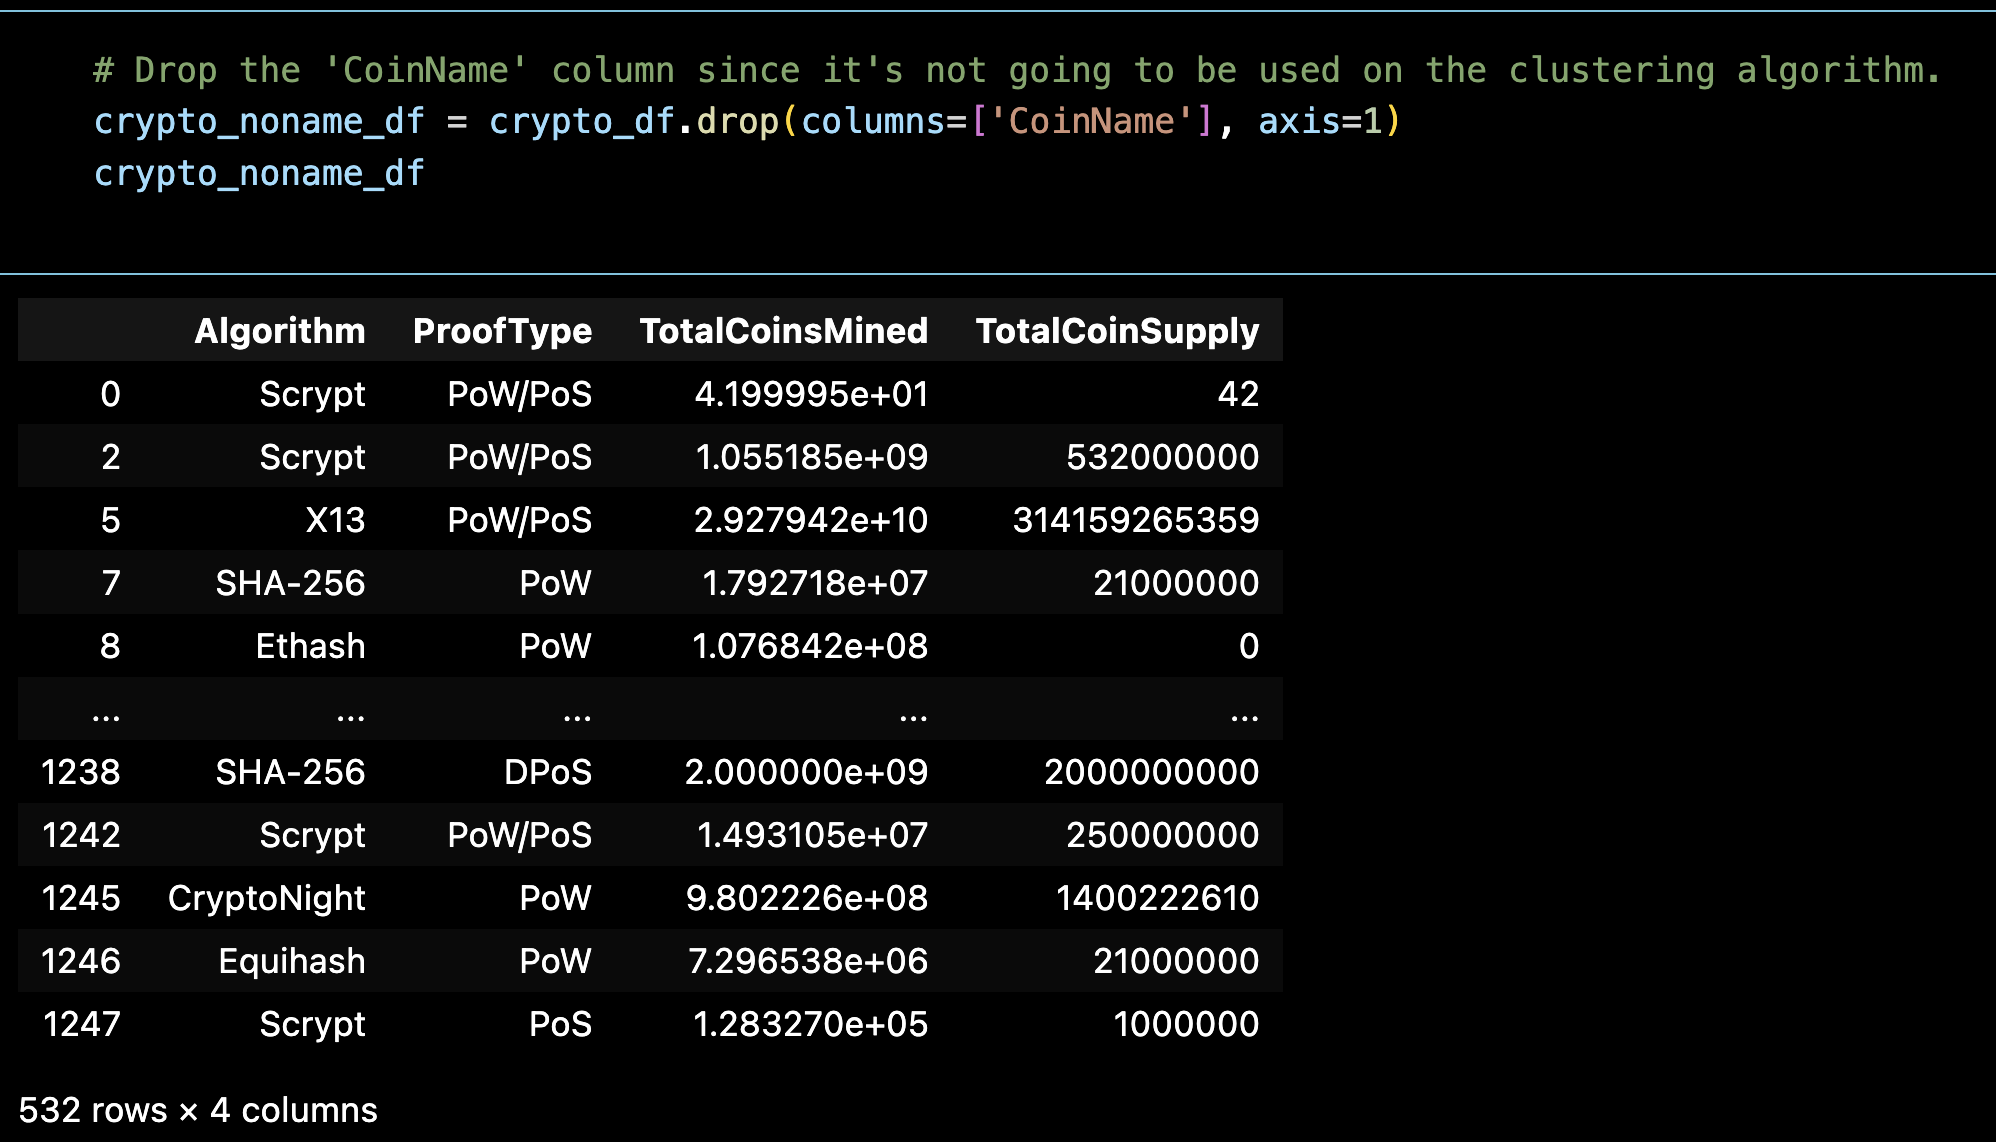 # Drop the 'CoinName' column since it's not going to be used on the clustering algorithm.
crypto_noname_df = crypto_df.drop(columns=['CoinName'], axis=1)
crypto_noname_df
Algorithm ProofType TotalCoinsMined TotalCoinSupply
0 Scrypt PoW/PoS 4.199995e+01 42
2 Scrypt PoW/PoS 1.055185e+09 532000000
5 X13 PoW/PoS 2.927942e+10 314159265359
7 SHA-256 PoW 1.792718e+07 21000000
8 Ethash PoW 1.076842e+08 0
... ... ... ... ...
1238 SHA-256 DPoS 2.000000e+09 2000000000
1242 Scrypt PoW/PoS 1.493105e+07 250000000
1245 CryptoNight PoW 9.802226e+08 1400222610
1246 Equihash PoW 7.296538e+06 21000000
1247 Scrypt PoS 1.283270e+05 1000000
532 rows × 4 columns